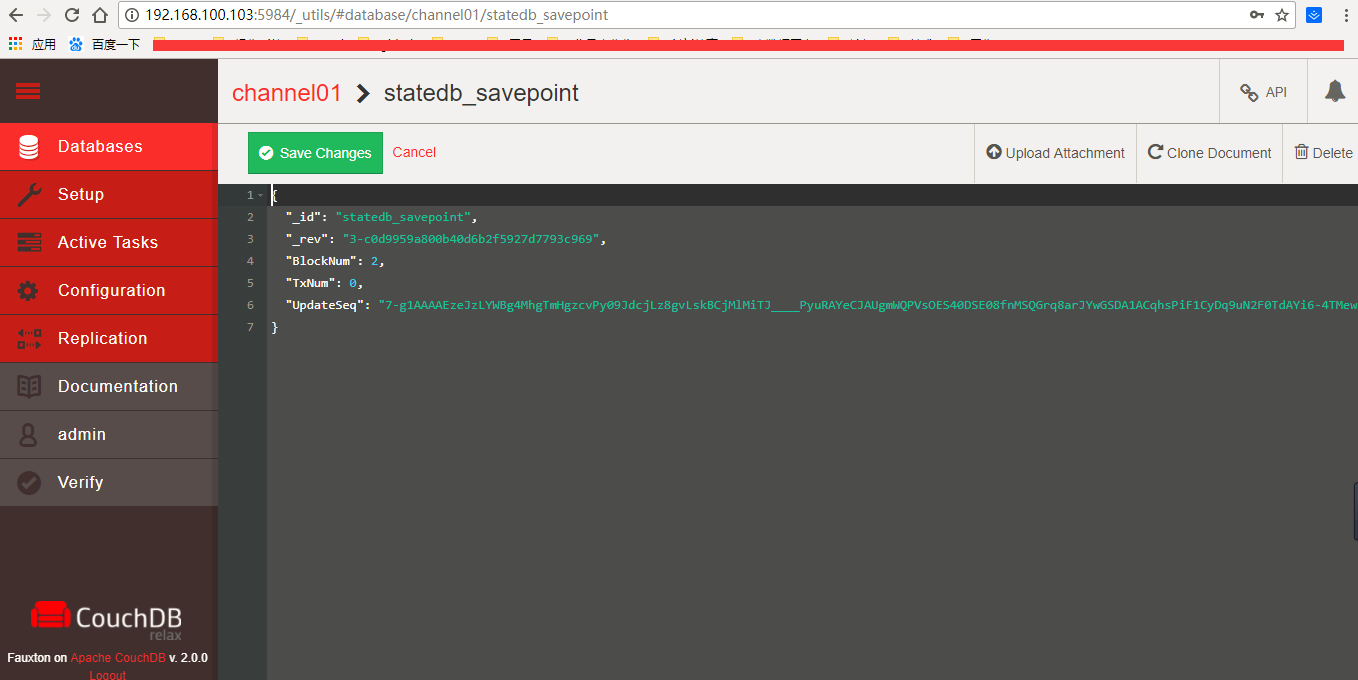 192.168.100.103:5984/_utils/#database/channel01/statedb_savepoint
应用 百度一下
channel01 statedb_savepoint API
Save Changes Cancel Upload Attachment Clone Document Delete
Databases
Setup
Active Tasks
Configuration
Replication
Documentation
admin
Verify
1 {
2 "_id": "statedb_savepoint",
3 "_rev": "3-c0d9959a800b40d6b2f5927d7793c969",
4 "BlockNum": 2,
5 "TxNum": 0,
6 "UpdateSeq": "7-g1AAAAEzeJzLYWBg4MhgTmHgzcvPy09JdcjLz8gvLskBCjMlMiTJ____PyuRAYeCJAUgmWQPVsOES40DSE08fnMSQGrq8arJYwGSDA1ACqhsPiF1CyDq9uN2F0TdAYi6-4TMew
7 }
CouchDB
relax
Fauxton on Apache CouchDB v. 2.0.0
Logout